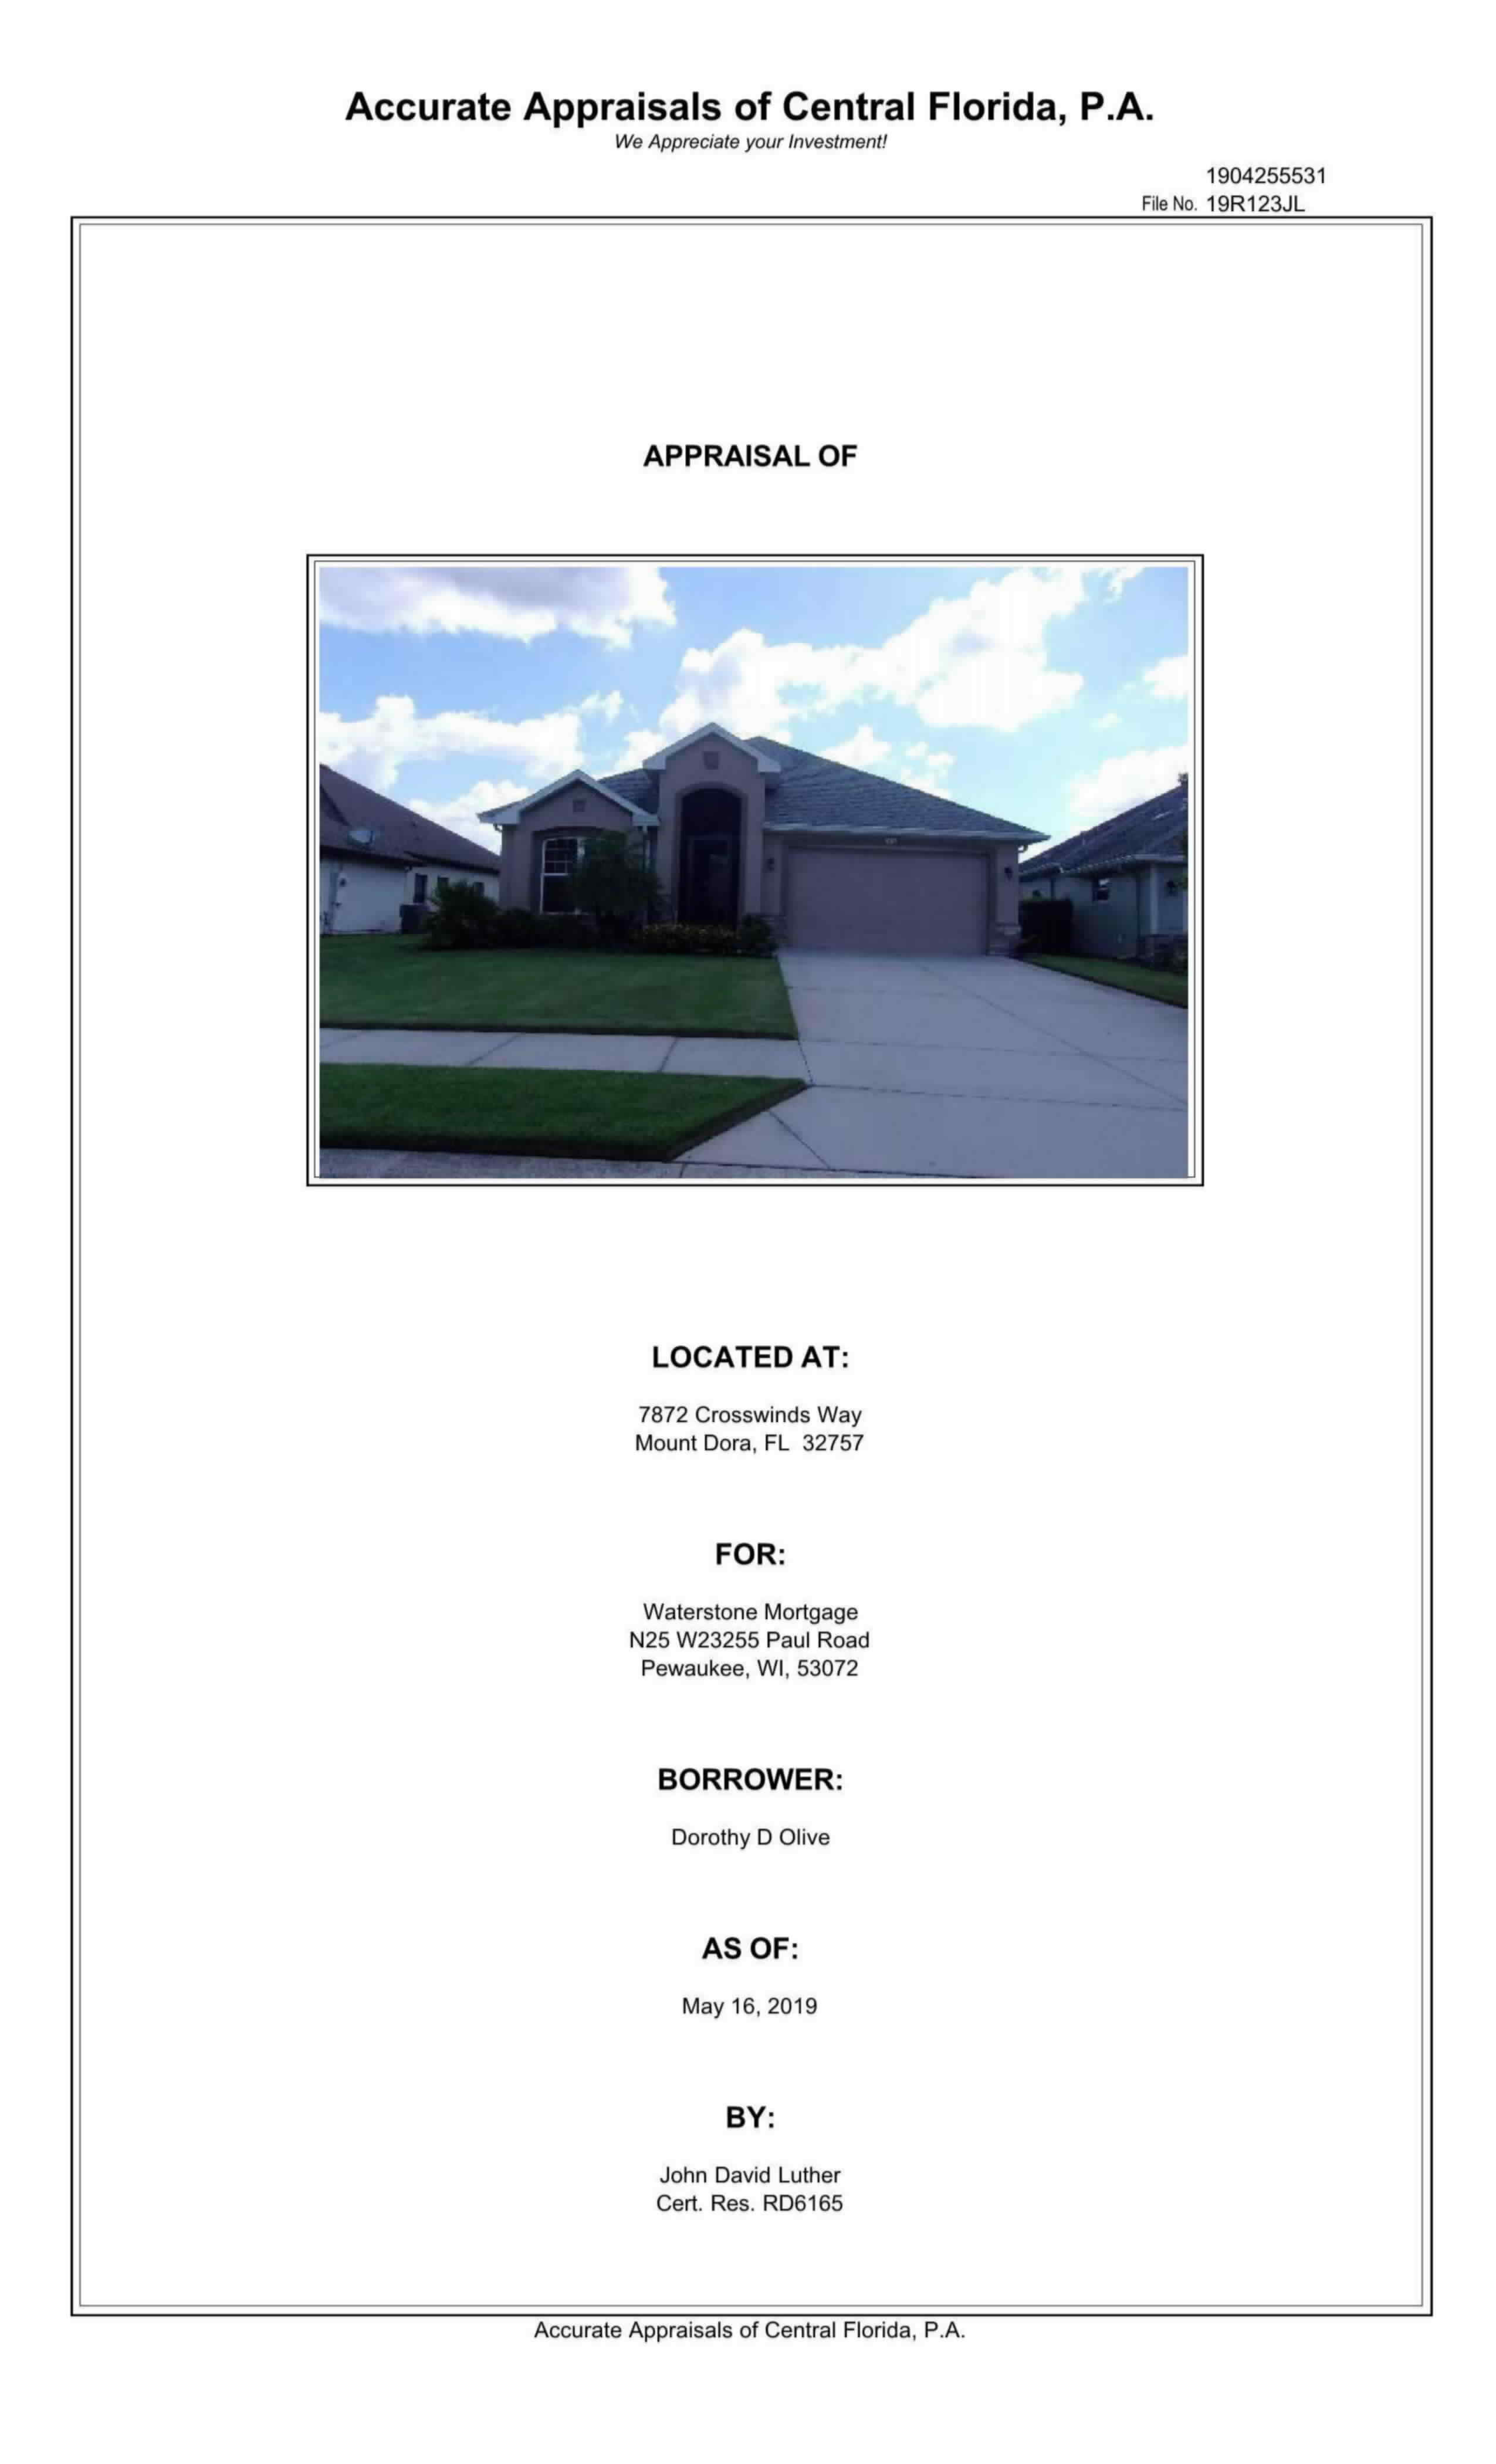 Accurate Appraisals of Central Florida, P.A.
We Appreciate your Investment!
1904255531
File No. 19R123JL
APPRAISAL OF
LOCATED AT:
7872 Crosswinds Way
Mount Dora, FL 32757
FOR:
Waterstone Mortgage
N25 W23255 Paul Road
Pewaukee, WI, 53072
BORROWER:
Dorothy D Olive
AS OF:
May 16, 2019
BY:
John David Luther
Cert. Res. RD6165
Accurate Appraisals of Central Florida, P.A.